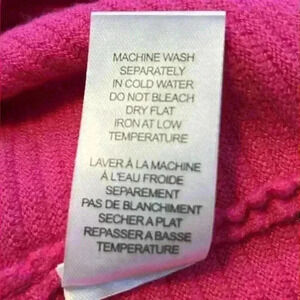 MACHINE WASH
SEPARATELY
IN COLD WATER
DO NOT BLEACH
DRY FLAT
IRON AT LOW
TEMPERATURE
LAVER À LA MACHINE
À L'EAU FROIDE
SEPAREMENT
PAS DE BLANCHIMENT
SECHER A PLAT
REPASSER A BASSE
TEMPERATURE